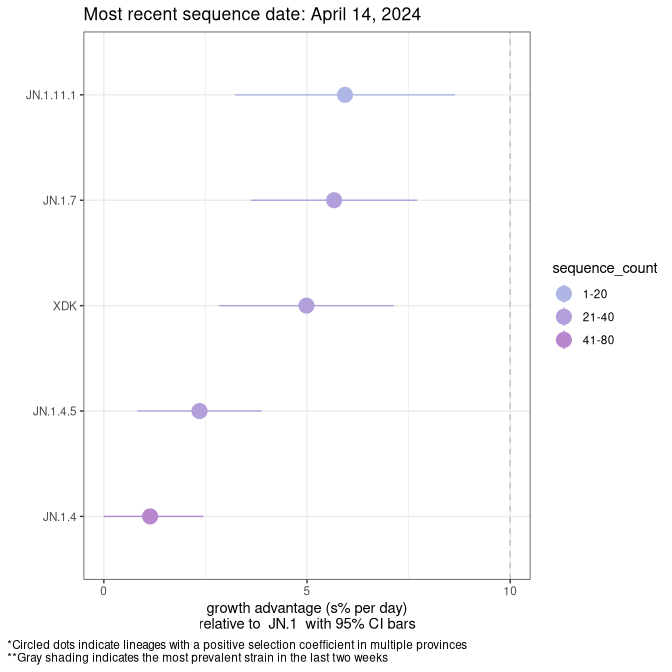 Most recent sequence date: April 14, 2024
JN.1.11.1
JN.1.7
XDK
JN.1.4.5
JN.1.4
0 5 10
growth advantage (s% per day)
relative to JN.1 with 95% CI bars
sequence_count
1-20
21-40
41-80
*Circled dots indicate lineages with a positive selection coefficient in multiple provinces
**Gray shading indicates the most prevalent strain in the last two weeks